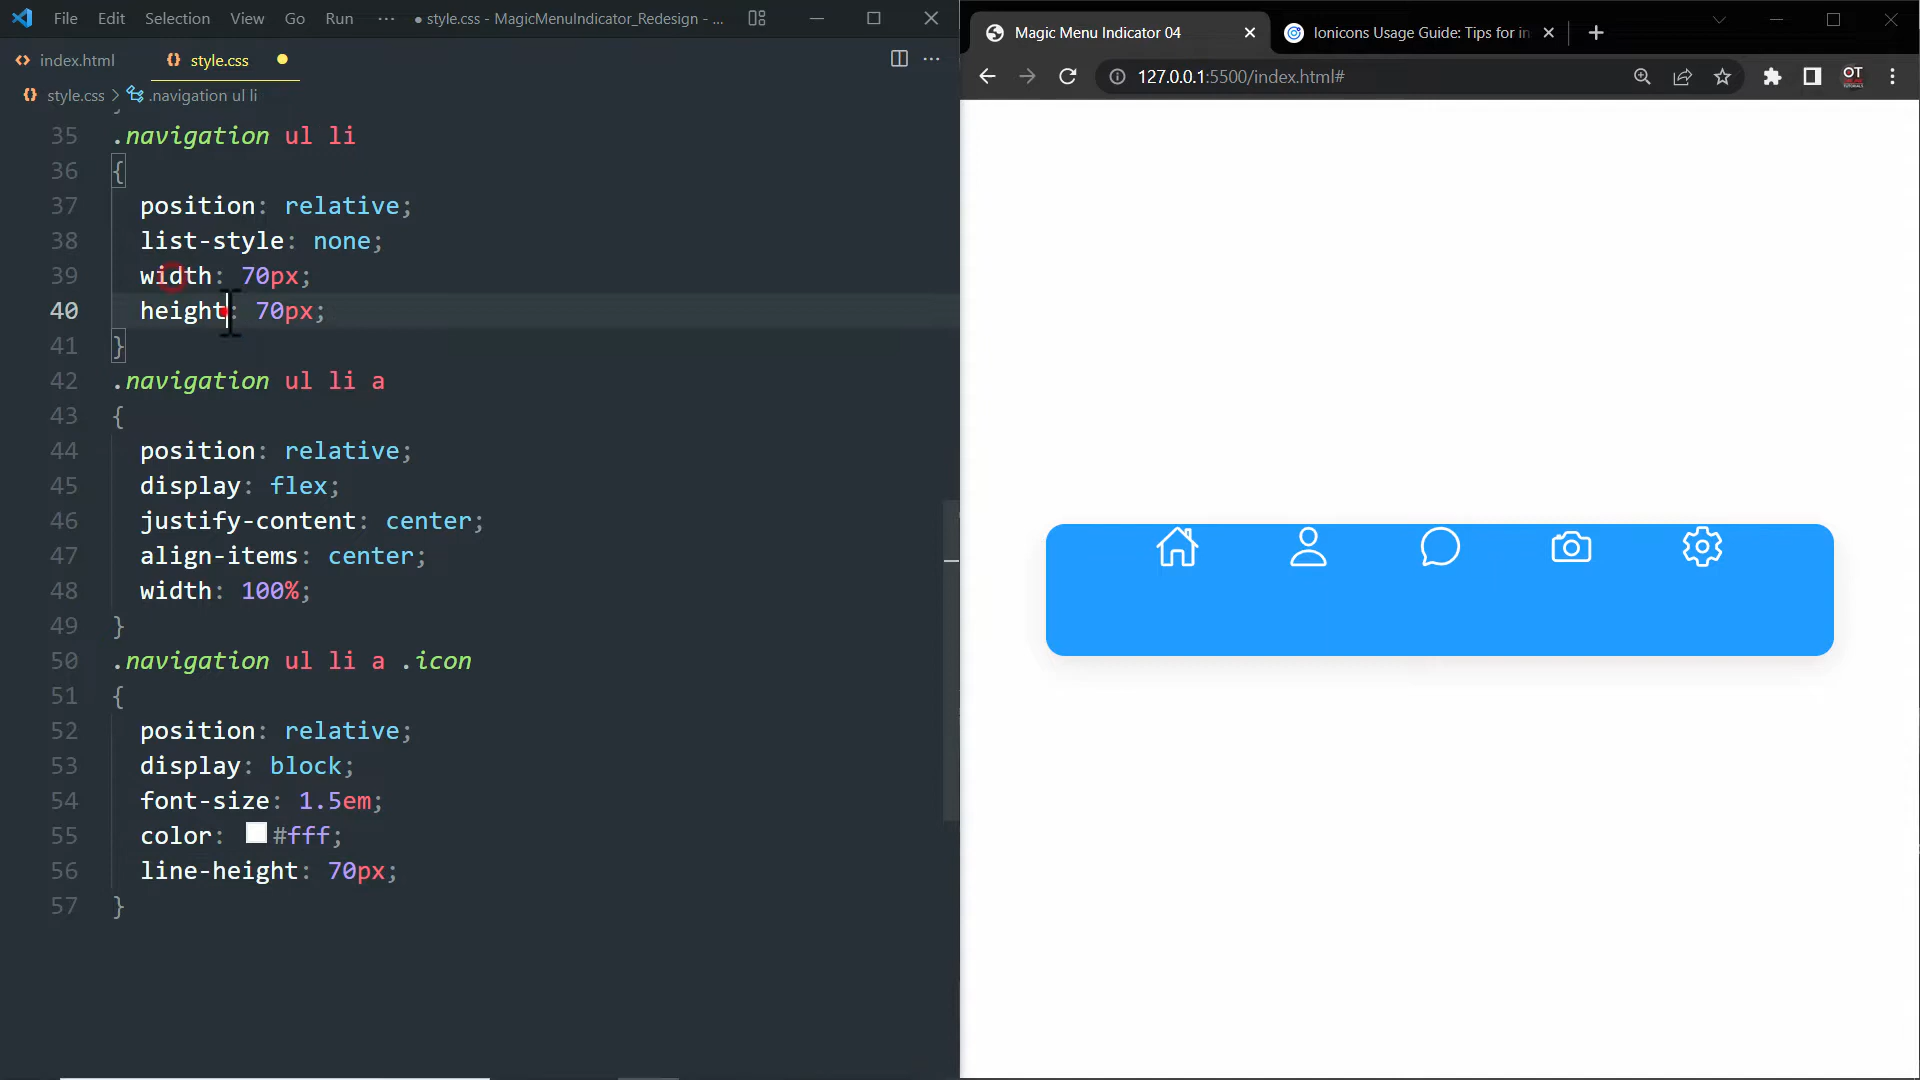 File Edit Selection View Go Run ··· ● style.css - MagicMenuIndicator_Redesign - ...
index.html style.css
style.css > .navigation ul li
35 .navigation ul li
36 {
37 position: relative;
38 list-style: none;
39 width: 70px;
40 height: 70px;
41 }
42 .navigation ul li a
43 {
44 position: relative;
45 display: flex;
46 justify-content: center;
47 align-items: center;
48 width: 100%;
49 }
50 .navigation ul li a .icon
51 {
52 position: relative;
53 display: block;
54 font-size: 1.5em;
55 color: #fff;
56 line-height: 70px;
57 }
Magic Menu Indicator 04 Ionicons Usage Guide: Tips for in
127.0.0.1:5500/index.html#
OT